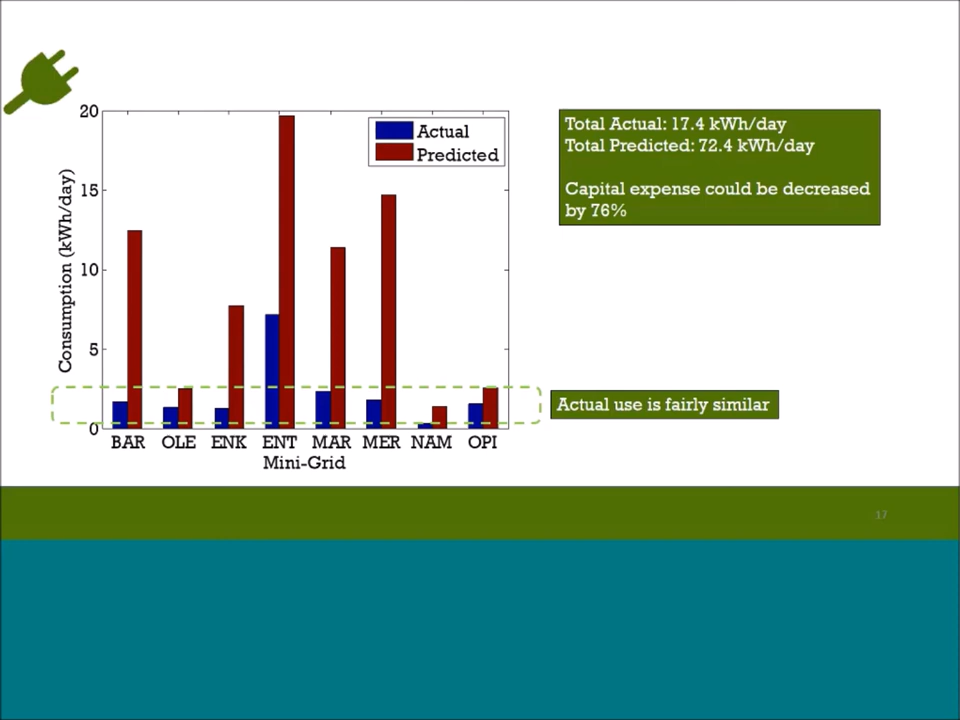 20
15
10
5
0
Consumption (kWh/day)
Actual
Predicted
BAR OLE ENK ENT MAR MER NAM OPI
Mini-Grid
Total Actual: 17.4 kWh/day
Total Predicted: 72.4 kWh/day
Capital expense could be decreased
by 76%
Actual use is fairly similar
17